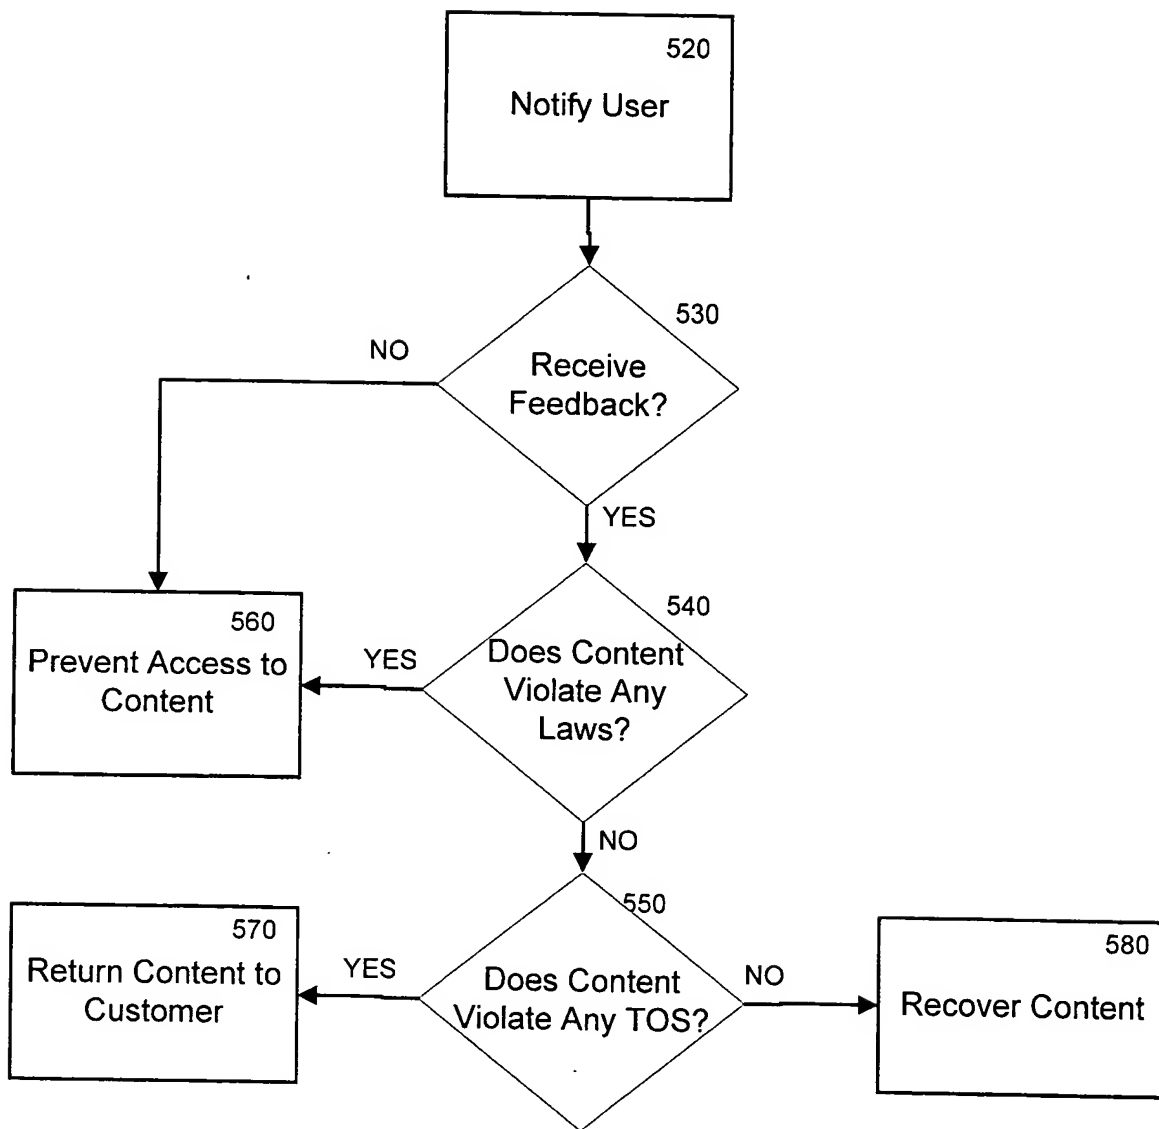 520
Notify User
530
NO
Receive
Feedback?
YES
540
560
Does Content
YES
Prevent Access to
Violate Any
Content
Laws?
NO
550
570
580
YES
Return Content to
NO
Does Content
Customer
Violate Any TOS?
Recover Content